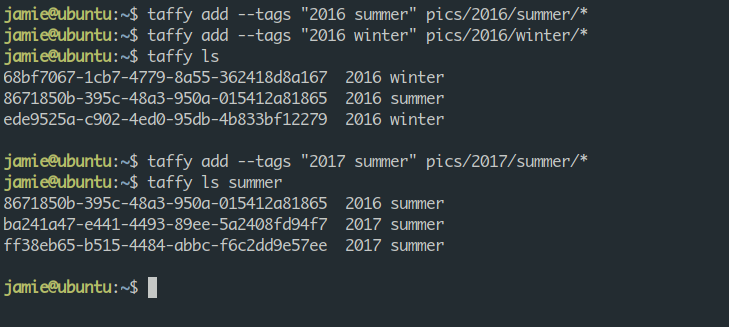 jamie@ubuntu:~$ taffy add --tags "2016 summer" pics/2016/summer/*
jamie@ubuntu:~$ taffy add --tags "2016 winter" pics/2016/winter/*
jamie@ubuntu:~$ taffy ls
68bf7067-1cb7-4779-8a55-362418d8a167  2016 winter
8671850b-395c-48a3-950a-015412a81865  2016 summer
ede9525a-c902-4ed0-95db-4b833bf12279  2016 winter
jamie@ubuntu:~$ taffy add --tags "2017 summer" pics/2017/summer/*
jamie@ubuntu:~$ taffy ls summer
8671850b-395c-48a3-950a-015412a81865  2016 summer
ba241a47-e441-4493-89ee-5a2408fd94f7  2017 summer
ff38eb65-b515-4484-abbc-f6c2dd9e57ee  2017 summer
jamie@ubuntu:~$